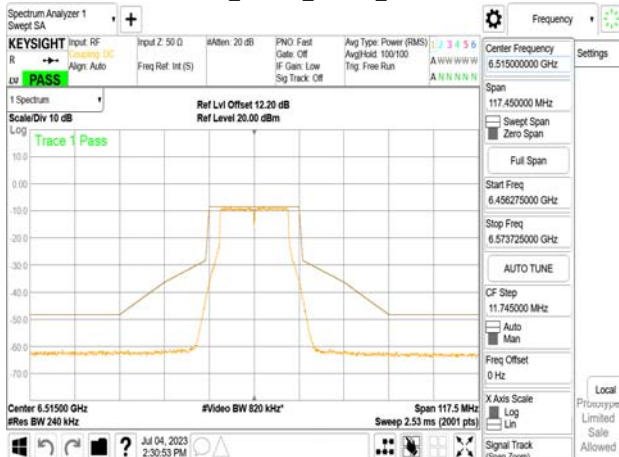 Spectrum Analyzer 1
Swept SA
+
Frequency
KEYSIGHT
R
LXI
PASS
Input: RF
Coupling: DC
Align: Auto
Input Z: 50 Ω
Freq Ref: Int (S)
#Atten: 20 dB
PNO: Fast
Gate: Off
IF Gain: Low
Sig Track: Off
Avg Type: Power (RMS)
Avg|Hold: 100/100
Trig: Free Run
1 2 3 4 5 6
A W W W W W
A N N N N N
1 Spectrum
Scale/Div 10 dB
Ref Lvl Offset 12.20 dB
Ref Level 20.00 dBm
Log
Trace 1 Pass
10.0
0.00
-10.0
-20.0
-30.0
-40.0
-50.0
-60.0
-70.0
Center 6.51500 GHz
#Res BW 240 kHz
#Video BW 820 kHz*
Span 117.5 MHz
Sweep 2.53 ms (2001 pts)
?
Jul 04, 2023
2:30:53 PM
Center Frequency
6.515000000 GHz
Settings
Span
117.450000 MHz
Swept Span
Zero Span
Full Span
Start Freq
6.456275000 GHz
Stop Freq
6.573725000 GHz
AUTO TUNE
CF Step
11.745000 MHz
Auto
Man
Freq Offset
0 Hz
X Axis Scale
Log
Lin
Signal Track
(Span Zoom)
Local
Prototype
Limited
Sale
Allowed